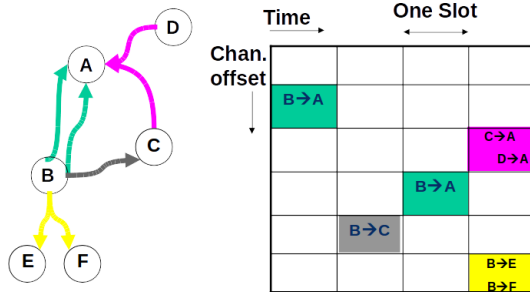 D
A
C
B
E
F
Time
One Slot
Chan.
offset
B→A
C→A
D→A
B→A
B→C
B→E
B→F